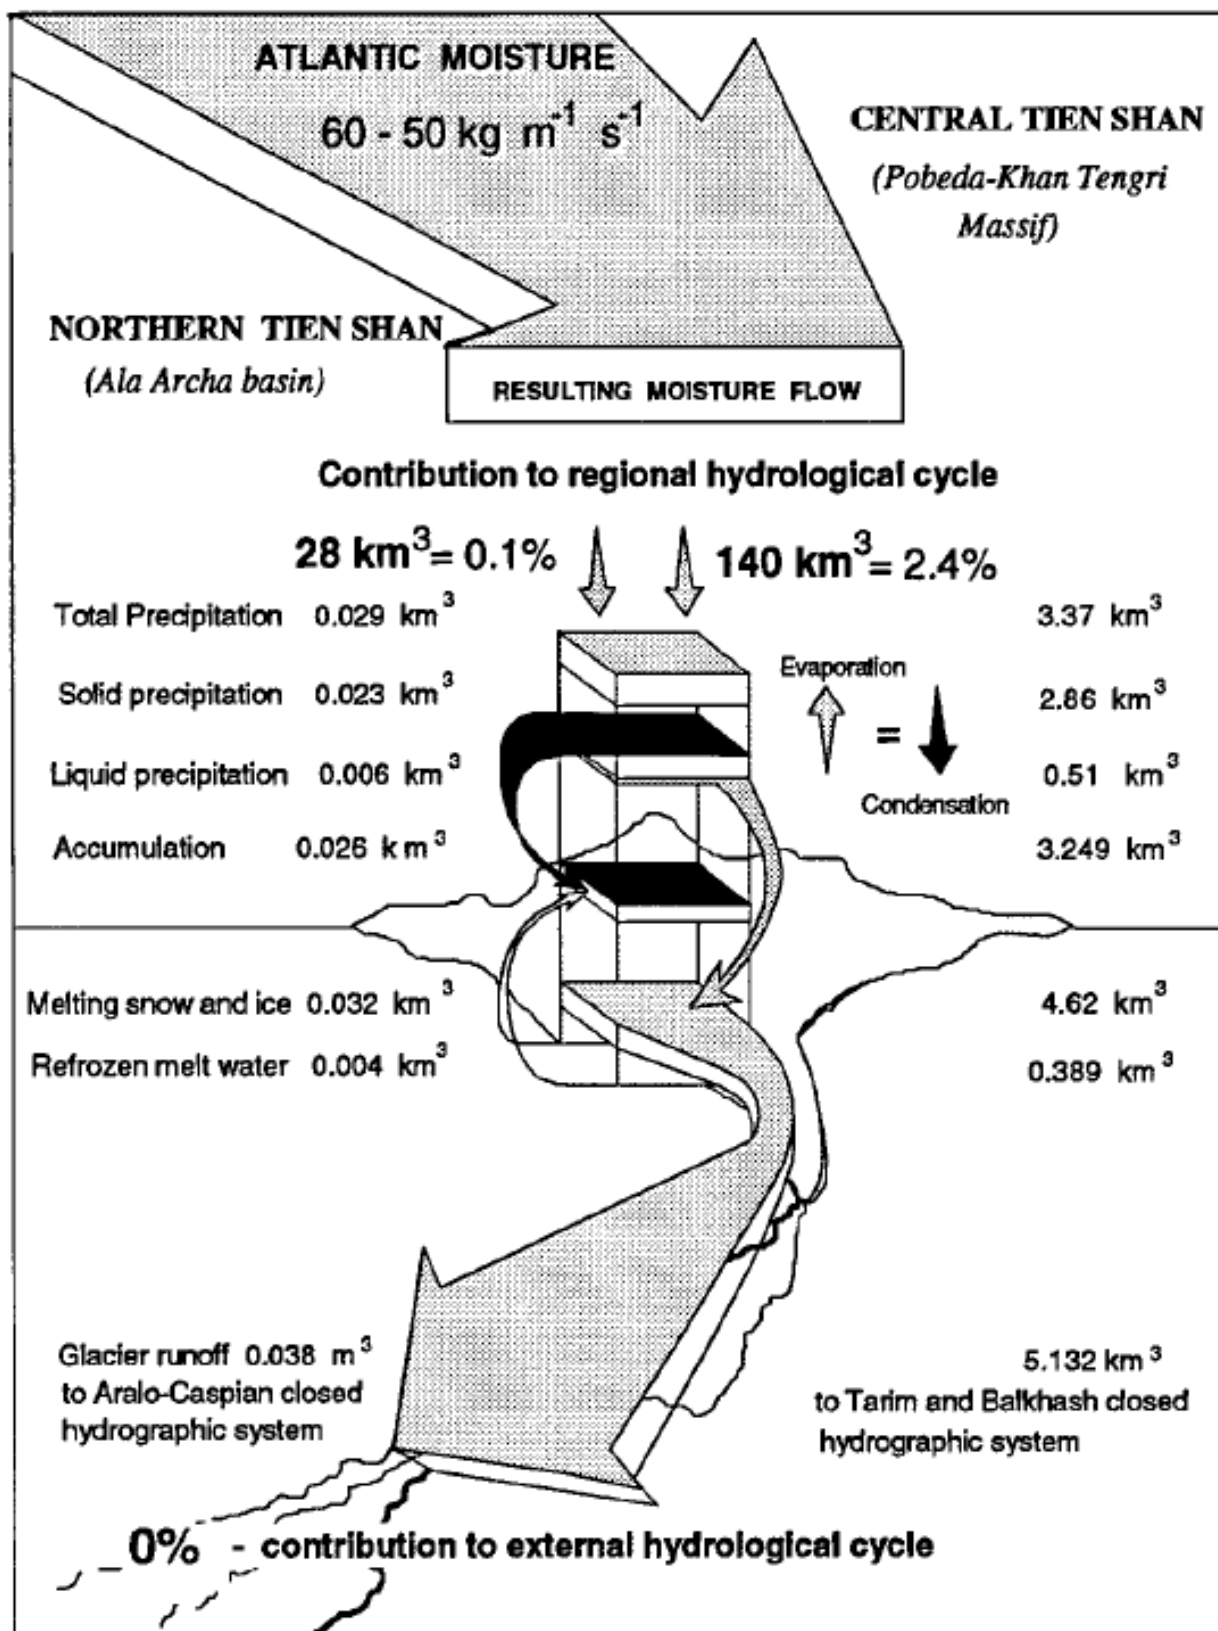 ATLANTIC MOISTURE
60 - 50 kg m⁻¹ s⁻¹
CENTRAL TIEN SHAN
(Pobeda-Khan Tengri
Massif)
NORTHERN TIEN SHAN
(Ala Archa basin)
RESULTING MOISTURE FLOW
Contribution to regional hydrological cycle
28 km³= 0.1% 140 km³= 2.4%
Total Precipitation 0.029 km³ 3.37 km³
Evaporation
Solid precipitation 0.023 km³ 2.86 km³
=
Liquid precipitation 0.006 km³ 0.51 km³
Condensation
Accumulation 0.026 km³ 3.249 km³
Melting snow and ice 0.032 km³ 4.62 km³
Refrozen melt water 0.004 km³ 0.389 km³
Glacier runoff 0.038 m³ 5.132 km³
to Aralo-Caspian closed to Tarim and Balkhash closed
hydrographic system hydrographic system
0% - contribution to external hydrological cycle